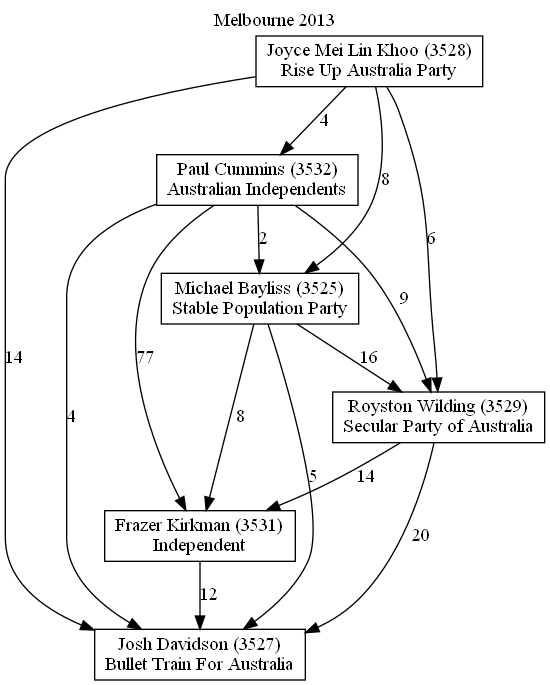 Melbourne 2013
Joyce Mei Lin Khoo (3528)
Rise Up Australia Party
4
Paul Cummins (3532)
Australian Independents
8
2
6
Michael Bayliss (3525)
Stable Population Party
9
14
77
16
4
8
Royston Wilding (3529)
Secular Party of Australia
5
14
Frazer Kirkman (3531)
Independent
20
12
Josh Davidson (3527)
Bullet Train For Australia